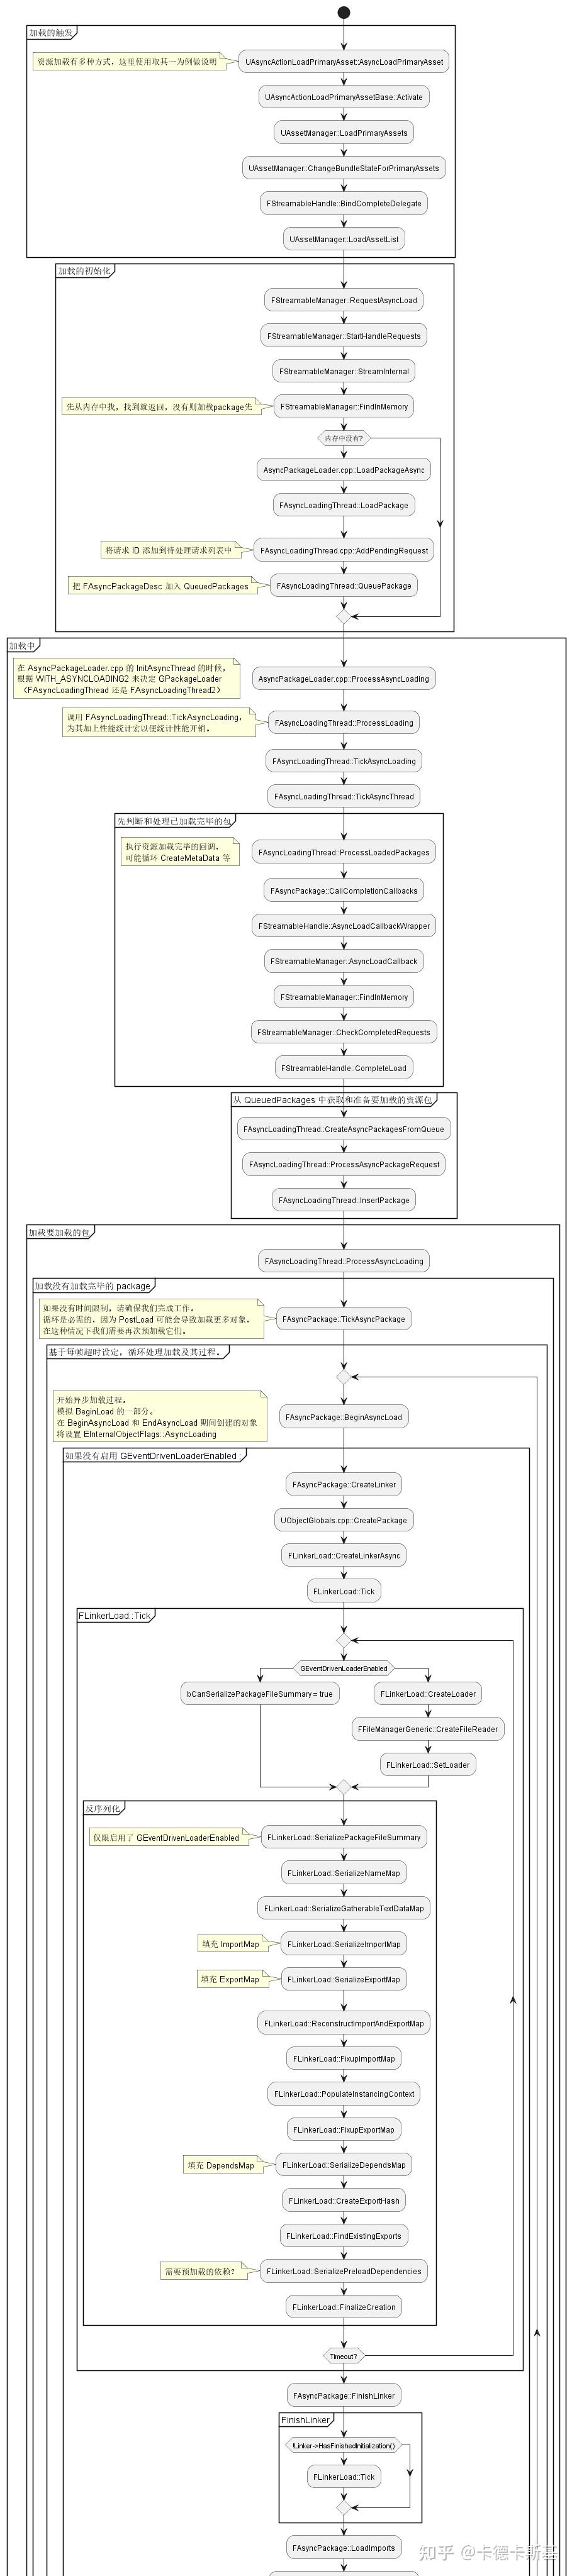 加载的触发
资源加载有多种方式，这里使用取其一为例做说明
UAsyncActionLoadPrimaryAsset::AsyncLoadPrimaryAsset
UAsyncActionLoadPrimaryAssetBase::Activate
UAssetManager::LoadPrimaryAssets
UAssetManager::ChangeBundleStateForPrimaryAssets
FStreamableHandle::BindCompleteDelegate
UAssetManager::LoadAssetList
加载的初始化
FStreamableManager::RequestAsyncLoad
FStreamableManager::StartHandleRequests
FStreamableManager::StreamInternal
先从内存中找，找到就返回，没有则加载package先
FStreamableManager::FindInMemory
内存中没有?
AsyncPackageLoader.cpp::LoadPackageAsync
FAsyncLoadingThread::LoadPackage
将请求 ID 添加到待处理请求列表中
FAsyncLoadingThread.cpp::AddPendingRequest
把 FAsyncPackageDesc 加入 QueuedPackages
FAsyncLoadingThread::QueuePackage
加载中
在 AsyncPackageLoader.cpp 的 InitAsyncThread 的时候，
根据 WITH_ASYNCLOADING2 来决定 GPackageLoader
（FAsyncLoadingThread 还是 FAsyncLoadingThread2）
AsyncPackageLoader.cpp::ProcessAsyncLoading
调用 FAsyncLoadingThread::TickAsyncLoading，
为其加上性能统计宏以便统计性能开销。
FAsyncLoadingThread::ProcessLoading
FAsyncLoadingThread::TickAsyncLoading
FAsyncLoadingThread::TickAsyncThread
先判断和处理已加载完毕的包
执行资源加载完毕的回调，
可能循环 CreateMetaData 等
FAsyncLoadingThread::ProcessLoadedPackages
FAsyncPackage::CallCompletionCallbacks
FStreamableHandle::AsyncLoadCallbackWrapper
FStreamableManager::AsyncLoadCallback
FStreamableManager::FindInMemory
FStreamableManager::CheckCompletedRequests
FStreamableHandle::CompleteLoad
从 QueuedPackages 中获取和准备要加载的资源包
FAsyncLoadingThread::CreateAsyncPackagesFromQueue
FAsyncLoadingThread::ProcessAsyncPackageRequest
FAsyncLoadingThread::InsertPackage
加载要加载的包
FAsyncLoadingThread::ProcessAsyncLoading
加载没有加载完毕的 package
如果没有时间限制，请确保我们完成工作。
循环是必需的，因为 PostLoad 可能会导致加载更多对象，
在这种情况下我们需要再次预加载它们。
FAsyncPackage::TickAsyncPackage
基于每帧超时设定，循环处理加载及其过程。
开始异步加载过程。
模拟 BeginLoad 的一部分。
在 BeginAsyncLoad 和 EndAsyncLoad 期间创建的对象
将设置 EInternalObjectFlags::AsyncLoading
FAsyncPackage::BeginAsyncLoad
如果没有启用 GEventDrivenLoaderEnabled :
FAsyncPackage::CreateLinker
UObjectGlobals.cpp::CreatePackage
FLinkerLoad::CreateLinkerAsync
FLinkerLoad::Tick
FLinkerLoad::Tick
GEventDrivenLoaderEnabled
bCanSerializePackageFileSummary = true
FLinkerLoad::CreateLoader
FFileManagerGeneric::CreateFileReader
FLinkerLoad::SetLoader
反序列化
仅限启用了 GEventDrivenLoaderEnabled
FLinkerLoad::SerializePackageFileSummary
FLinkerLoad::SerializeNameMap
FLinkerLoad::SerializeGatherableTextDataMap
填充 ImportMap
FLinkerLoad::SerializeImportMap
填充 ExportMap
FLinkerLoad::SerializeExportMap
FLinkerLoad::ReconstructImportAndExportMap
FLinkerLoad::FixupImportMap
FLinkerLoad::PopulateInstancingContext
FLinkerLoad::FixupExportMap
填充 DependsMap
FLinkerLoad::SerializeDependsMap
FLinkerLoad::CreateExportHash
FLinkerLoad::FindExistingExports
需要预加载的依赖？
FLinkerLoad::SerializePreloadDependencies
FLinkerLoad::FinalizeCreation
Timeout?
FAsyncPackage::FinishLinker
FinishLinker
!Linker->HasFinishedInitialization()
FLinkerLoad::Tick
FAsyncPackage::LoadImports
知乎 @卡德卡斯基